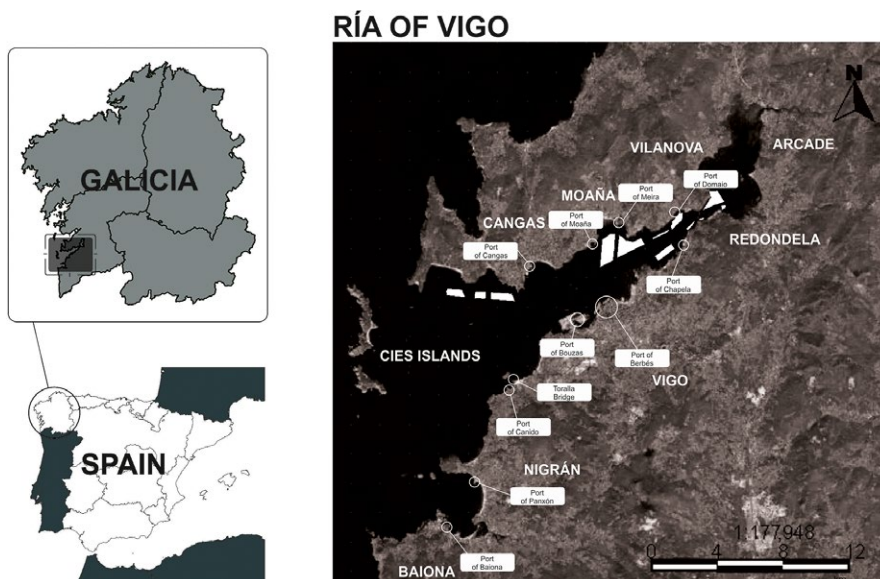 RÍA OF VIGO
GALICIA
SPAIN
N
VILANOVA
ARCADE
Port
of Meira
Port
of Domaio
MOAÑA
Port
of Moaña
CANGAS
REDONDELA
Port
of Cangas
Port
of Chapela
CIES ISLANDS
Port
of Bouzas
Port of
Berbés
VIGO
Toralla
Bridge
Port
of Canido
NIGRÁN
Port
of Panxón
1:177,948
0 4 8 12
Port
of Baiona
BAIONA